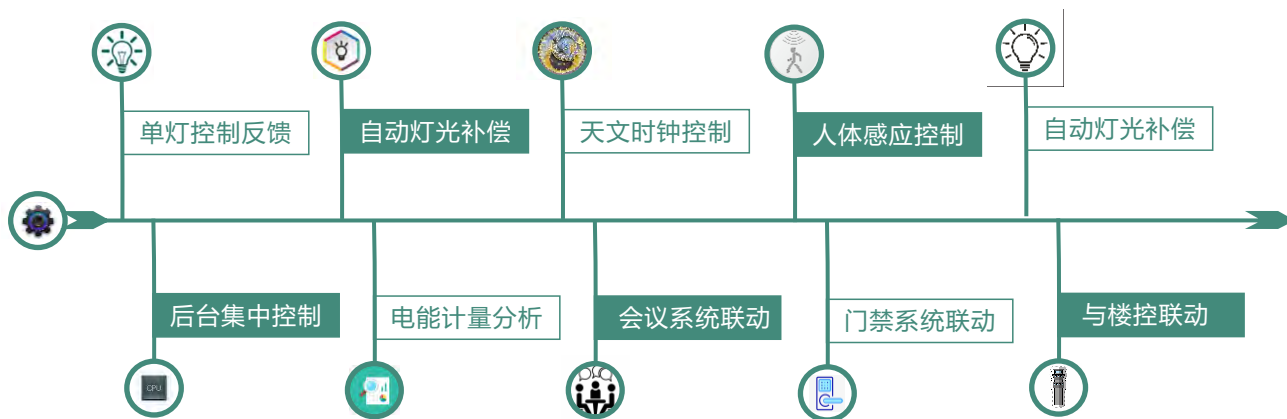 单灯控制反馈
自动灯光补偿
天文时钟控制
人体感应控制
自动灯光补偿
后台集中控制
电能计量分析
会议系统联动
门禁系统联动
与楼控联动
CPU